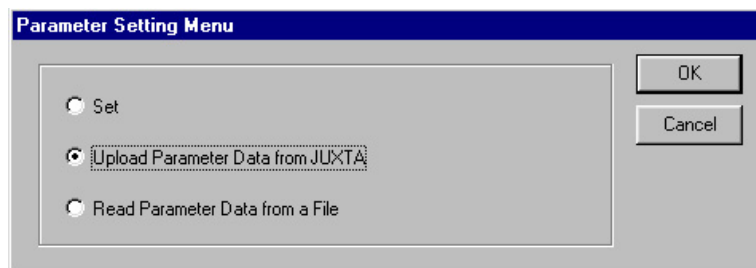 Parameter Setting Menu
OK
Set
Cancel
Upload Parameter Data from JUXTA
Read Parameter Data from a File